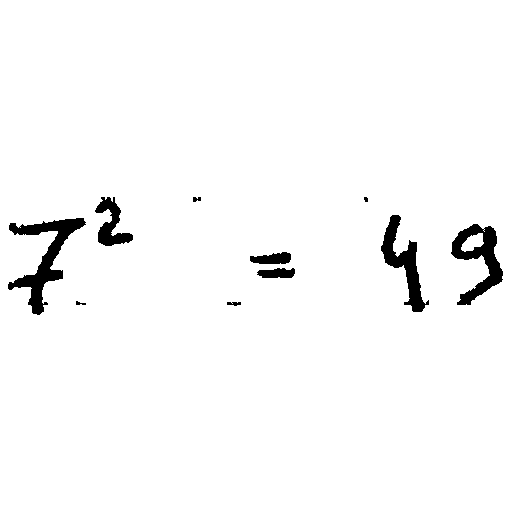 7² = 49